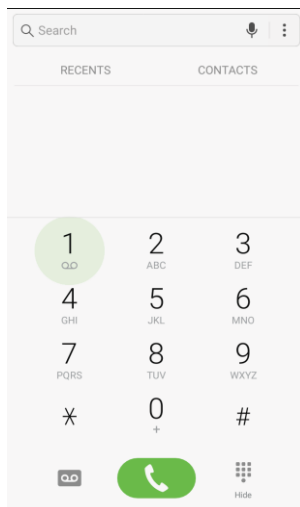 Search
RECENTS CONTACTS
1 2 3
ABC DEF
4 5 6
GHI JKL MNO
7 8 9
PQRS TUV WXYZ
* 0 #
+
Hide